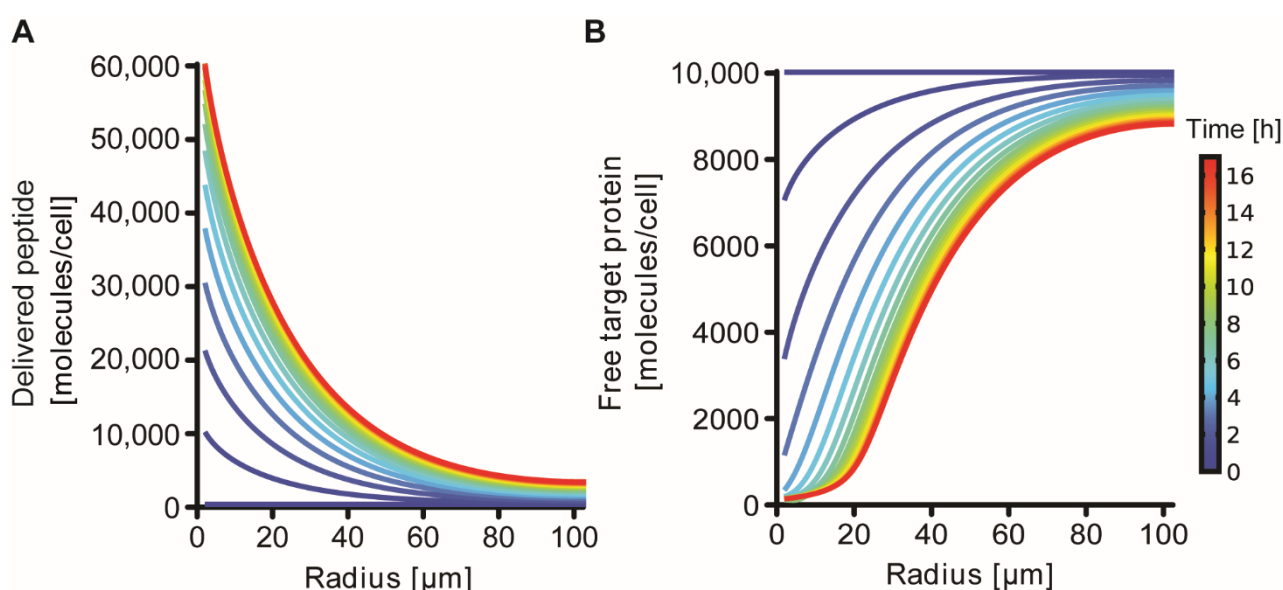 A
60,000
50,000
40,000
30,000
20,000
10,000
0
Delivered peptide
[molecules/cell]
0 20 40 60 80 100
Radius [µm]
B
10,000
8000
6000
4000
2000
0
Free target protein
[molecules/cell]
0 20 40 60 80 100
Radius [µm]
Time [h]
16
14
12
10
8
6
4
2
0